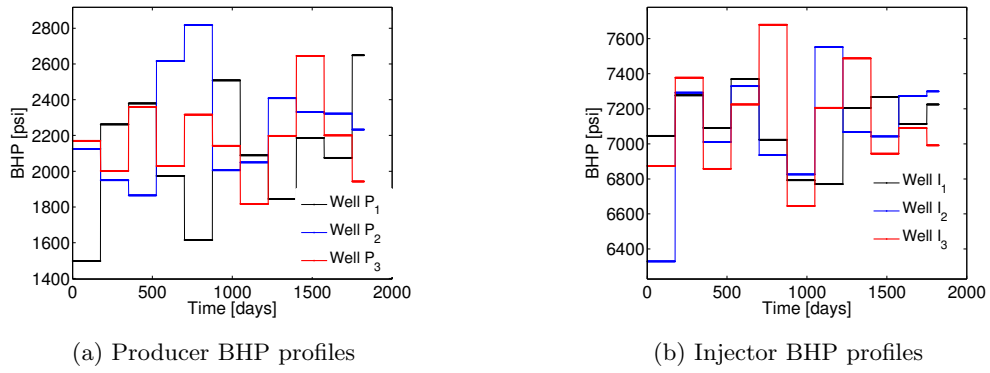 2800
2600
2400
2200
2000
1800
1600
1400
BHP [psi]
0 500 1000 1500 2000
Time [days]
Well P1
Well P2
Well P3
(a) Producer BHP profiles
7600
7400
7200
7000
6800
6600
6400
BHP [psi]
0 500 1000 1500 2000
Time [days]
Well I1
Well I2
Well I3
(b) Injector BHP profiles